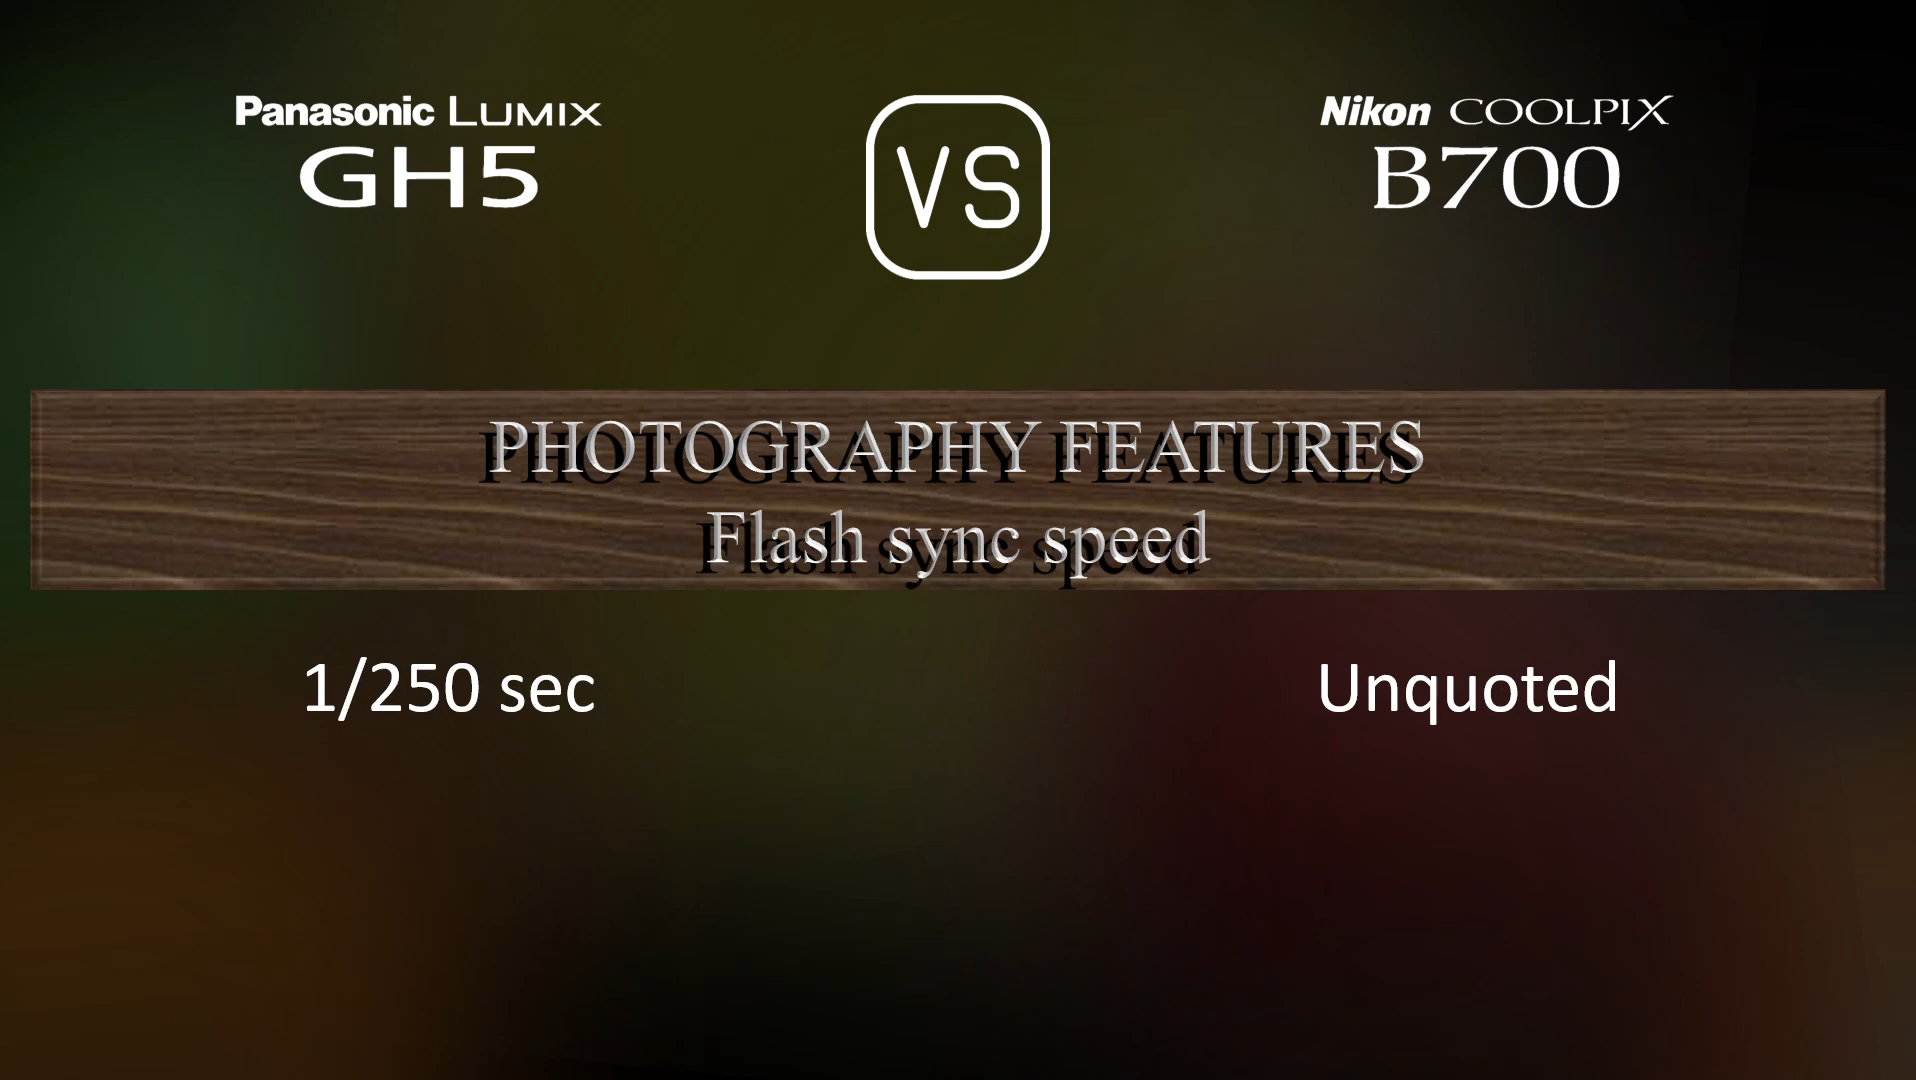 Panasonic LUMIX
GH5
VS
Nikon COOLPIX
B700
PHOTOGRAPHY FEATURES
Flash sync speed
1/250 sec
Unquoted